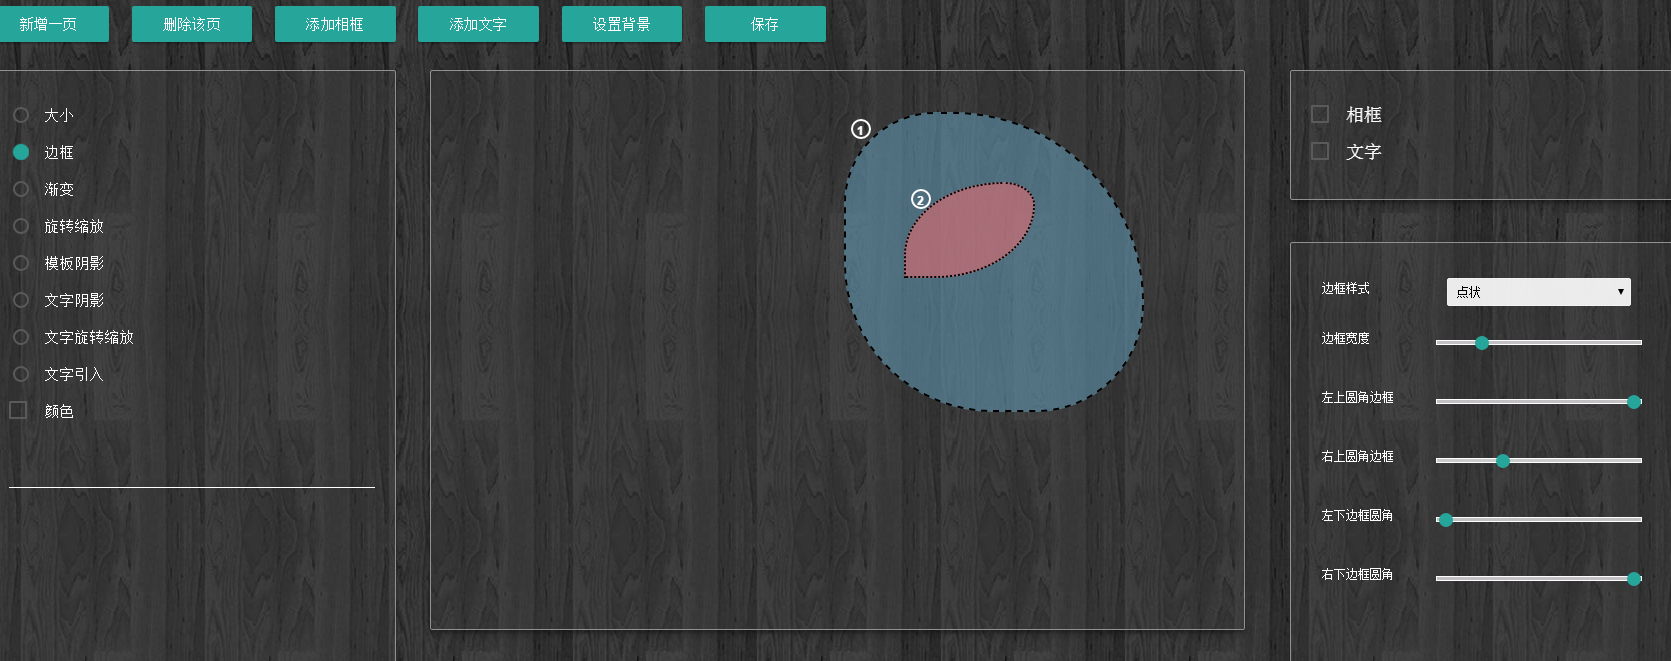 新增一页
删除该页
添加相框
添加文字
设置背景
保存
大小
边框
渐变
旋转缩放
模板阴影
文字阴影
文字旋转缩放
文字引入
颜色
1
2
相框
文字
边框样式
点状
边框宽度
左上圆角边框
右上圆角边框
左下边框圆角
右下边框圆角